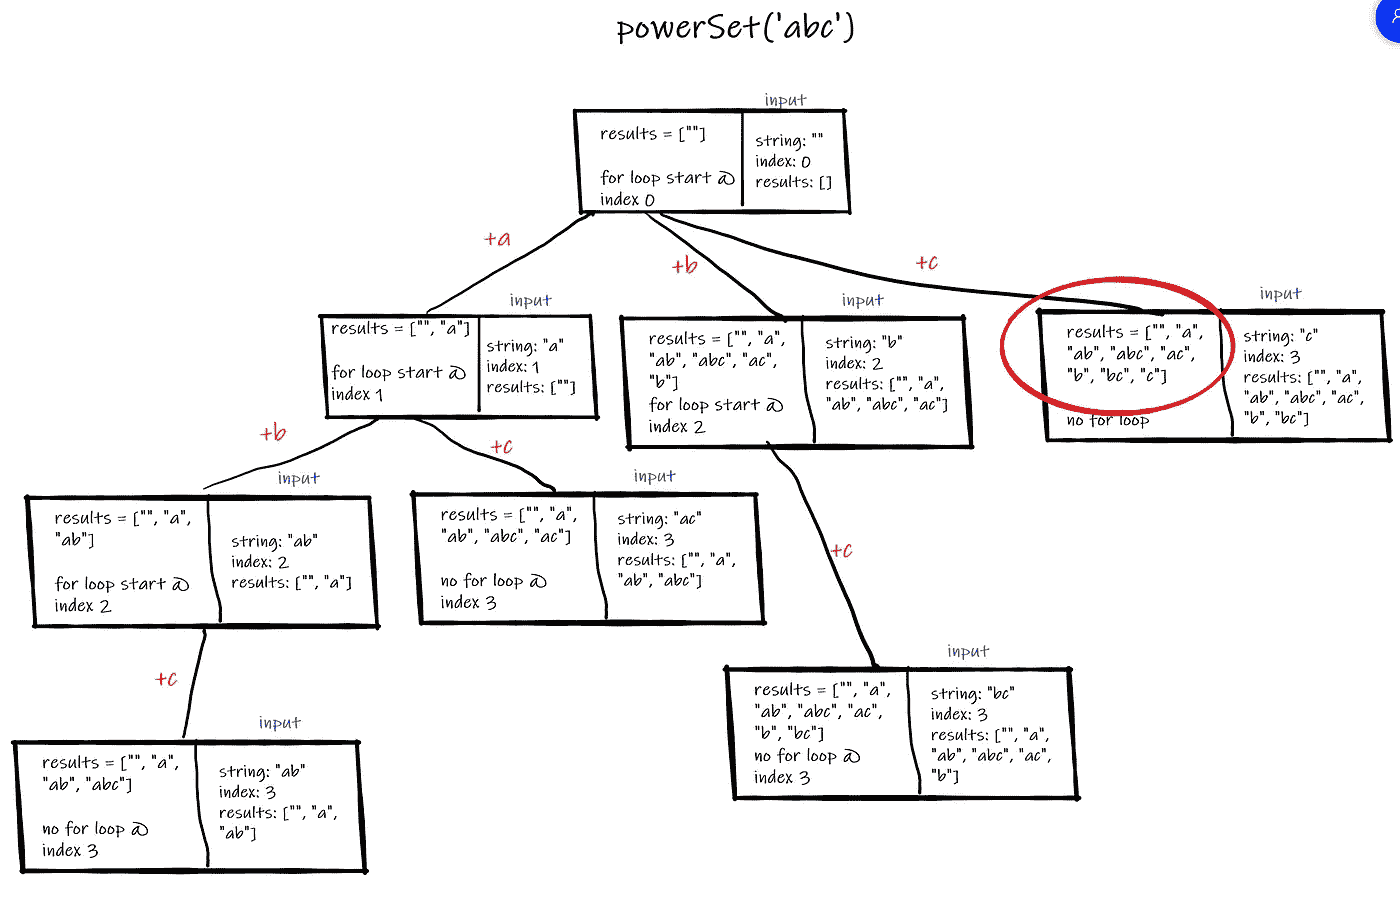 powerSet('abc')
input
results = [""]
for loop start @
index 0
string: ""
index: 0
results: []
+a
+b
+c
input
results = ["", "a"]
for loop start @
index 1
string: "a"
index: 1
results: [""]
input
results = ["", "a",
"ab", "abc", "ac",
"b"]
for loop start @
index 2
string: "b"
index: 2
results: ["", "a",
"ab", "abc", "ac"]
input
results = ["", "a",
"ab", "abc", "ac",
"b", "bc", "c"]
no for loop
string: "c"
index: 3
results: ["", "a",
"ab", "abc", "ac",
"b", "bc"]
+b
+c
input
results = ["", "a",
"ab"]
for loop start @
index 2
string: "ab"
index: 2
results: ["", "a"]
input
results = ["", "a",
"ab", "abc", "ac"]
no for loop @
index 3
string: "ac"
index: 3
results: ["", "a",
"ab", "abc"]
+c
+c
input
results = ["", "a",
"ab", "abc", "ac",
"b", "bc"]
no for loop @
index 3
string: "bc"
index: 3
results: ["", "a",
"ab", "abc", "ac",
"b"]
input
results = ["", "a",
"ab", "abc"]
no for loop @
index 3
string: "ab"
index: 3
results: ["", "a",
"ab"]